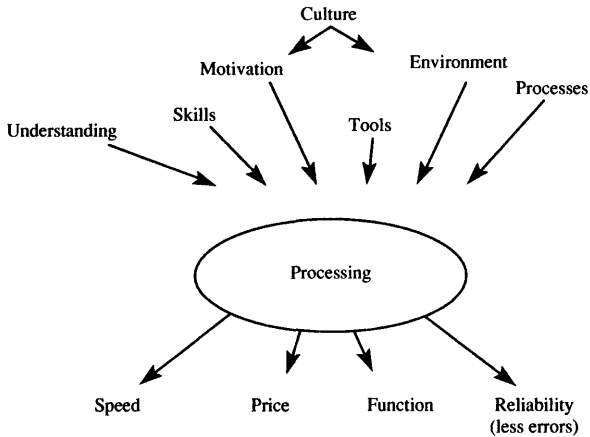 Culture
Motivation
Environment
Processes
Skills
Tools
Understanding
Processing
Speed
Price
Function
Reliability
(less errors)